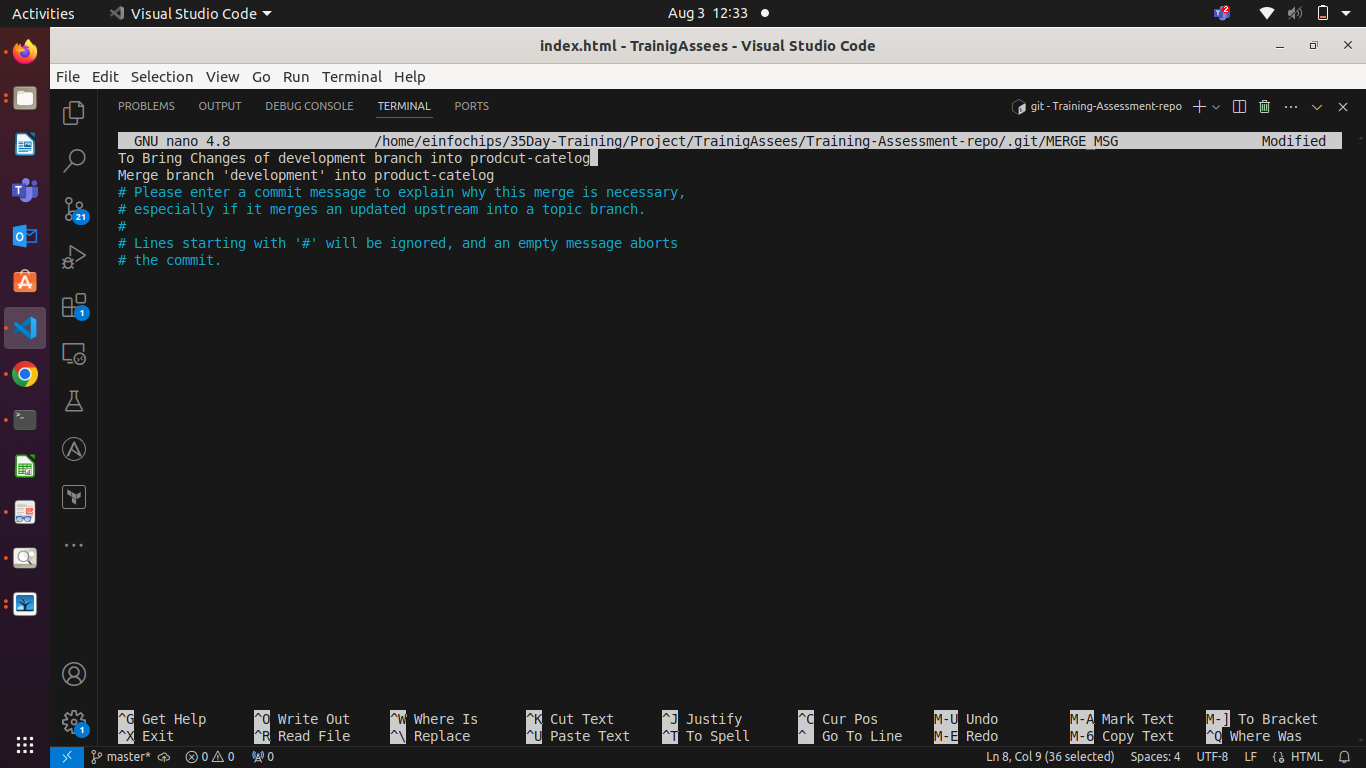 Activities Visual Studio Code Aug 3 12:33 2
index.html - TrainigAssees - Visual Studio Code
File Edit Selection View Go Run Terminal Help
PROBLEMS OUTPUT DEBUG CONSOLE TERMINAL PORTS git - Training-Assessment-repo
GNU nano 4.8 /home/einfochips/35Day-Training/Project/TrainigAssees/Training-Assessment-repo/.git/MERGE_MSG Modified
To Bring Changes of development branch into prodcut-catelog
Merge branch 'development' into product-catelog
# Please enter a commit message to explain why this merge is necessary,
# especially if it merges an updated upstream into a topic branch.
#
# Lines starting with '#' will be ignored, and an empty message aborts
# the commit.
21
1
1
^G Get Help ^O Write Out ^W Where Is ^K Cut Text ^J Justify ^C Cur Pos M-U Undo M-A Mark Text M-] To Bracket
^X Exit ^R Read File ^\ Replace ^U Paste Text ^T To Spell ^_ Go To Line M-E Redo M-6 Copy Text ^Q Where Was
master* 0 0 0 Ln 8, Col 9 (36 selected) Spaces: 4 UTF-8 LF HTML